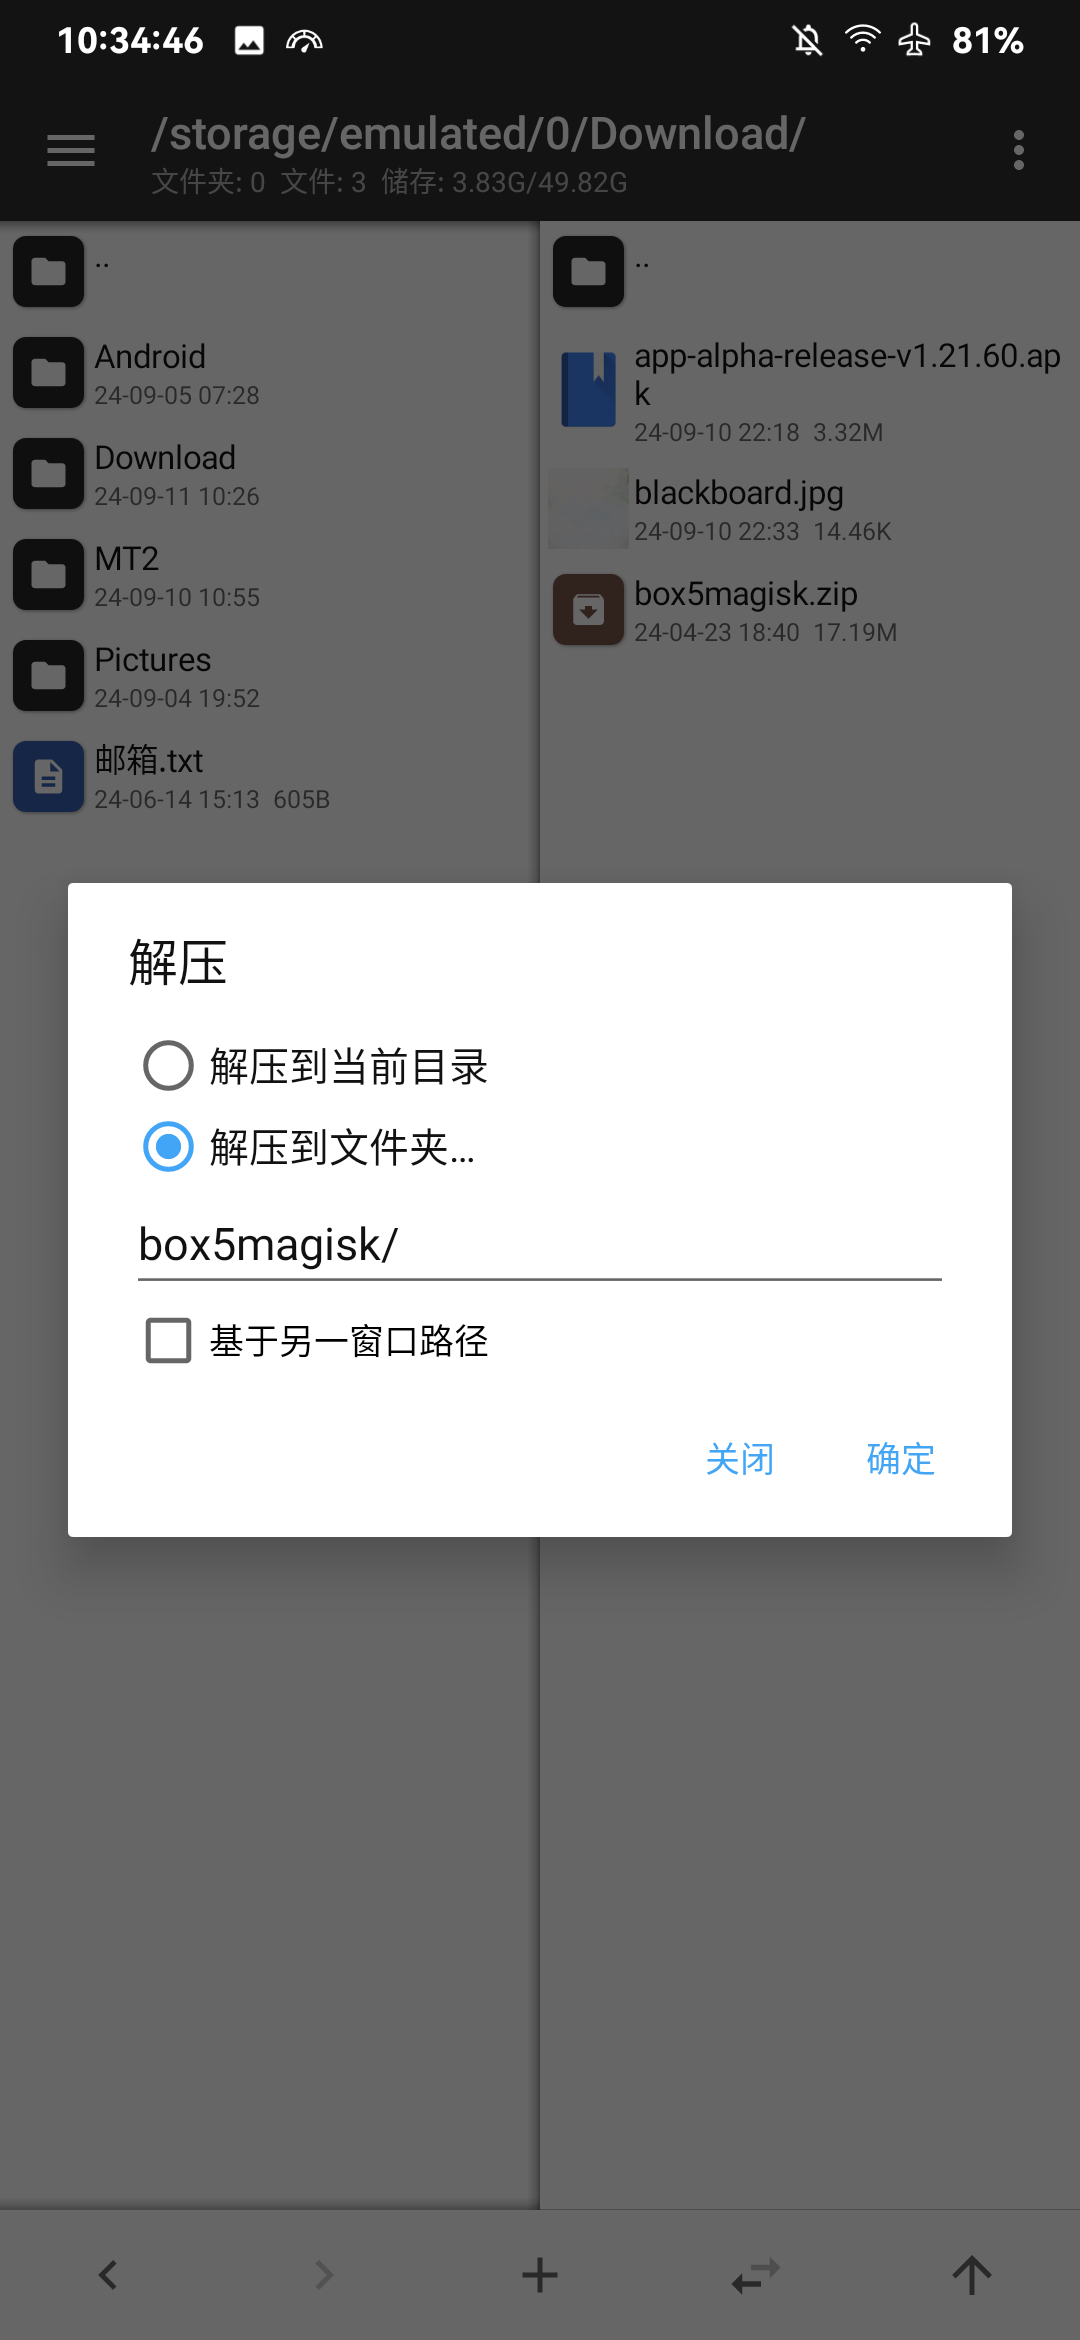 10:34:46 81%
/storage/emulated/0/Download/
文件夹: 0 文件: 3 储存: 3.83G/49.82G
..
Android
24-09-05 07:28
Download
24-09-11 10:26
MT2
24-09-10 10:55
Pictures
24-09-04 19:52
邮箱.txt
24-06-14 15:13 605B
..
app-alpha-release-v1.21.60.ap
k
24-09-10 22:18 3.32M
blackboard.jpg
24-09-10 22:33 14.46K
box5magisk.zip
24-04-23 18:40 17.19M
解压
解压到当前目录
解压到文件夹...
box5magisk/
基于另一窗口路径
关闭 确定